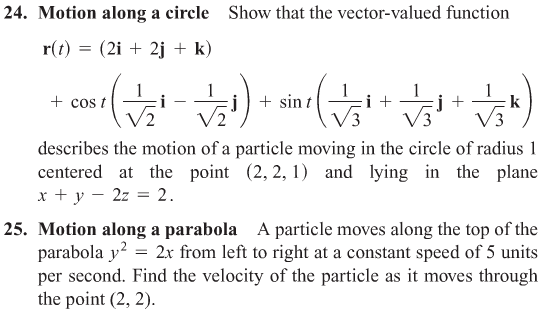 24. Motion along a circle Show that the vector-valued function
r(t) = (2i + 2j + k)
+ cos t(1/√2 i − 1/√2 j) + sin t(1/√3 i + 1/√3 j + 1/√3 k)
describes the motion of a particle moving in the circle of radius 1
centered at the point (2, 2, 1) and lying in the plane
x + y − 2z = 2.
25. Motion along a parabola A particle moves along the top of the
parabola y² = 2x from left to right at a constant speed of 5 units
per second. Find the velocity of the particle as it moves through
the point (2, 2).